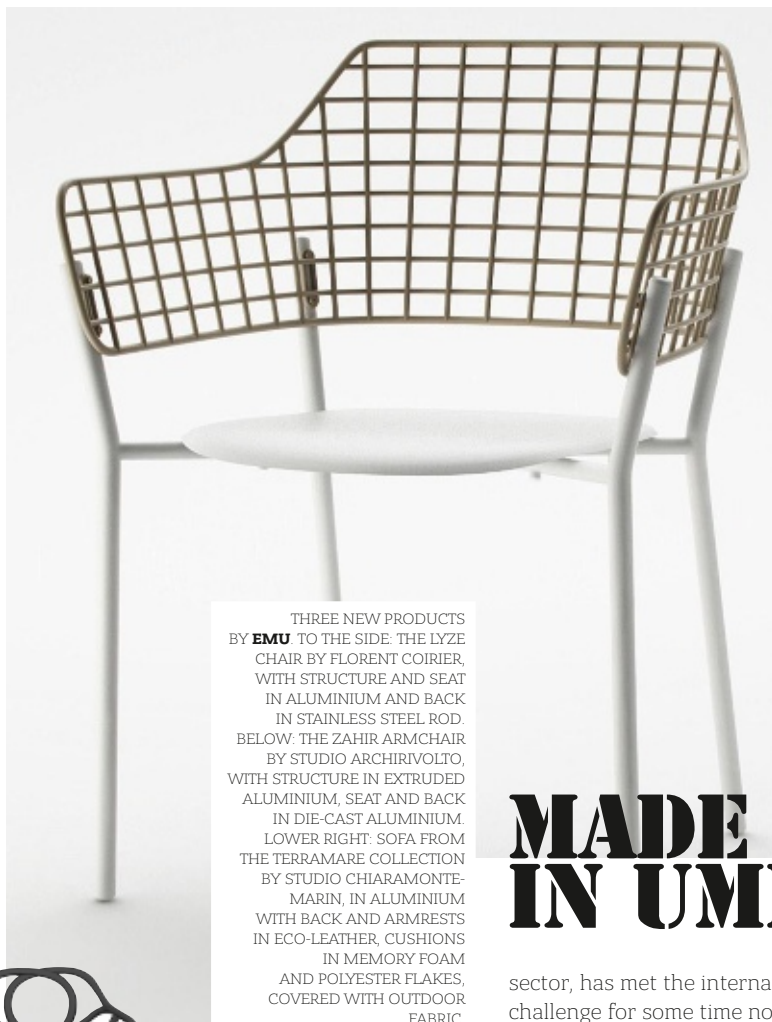 THREE NEW PRODUCTS
BY EMU. TO THE SIDE: THE LYZE
CHAIR BY FLORENT COIRIER,
WITH STRUCTURE AND SEAT
IN ALUMINIUM AND BACK
IN STAINLESS STEEL ROD.
BELOW: THE ZAHIR ARMCHAIR
BY STUDIO ARCHIRIVOLTO,
WITH STRUCTURE IN EXTRUDED
ALUMINIUM, SEAT AND BACK
IN DIE-CAST ALUMINIUM.
LOWER RIGHT: SOFA FROM
THE TERRAMARE COLLECTION
BY STUDIO CHIARAMONTE-
MARIN, IN ALUMINIUM
WITH BACK AND ARMRESTS
IN ECO-LEATHER, CUSHIONS
IN MEMORY FOAM
AND POLYESTER FLAKES,
COVERED WITH OUTDOOR
FABRIC.
MADE
IN UM
sector, has met the interna
challenge for some time no